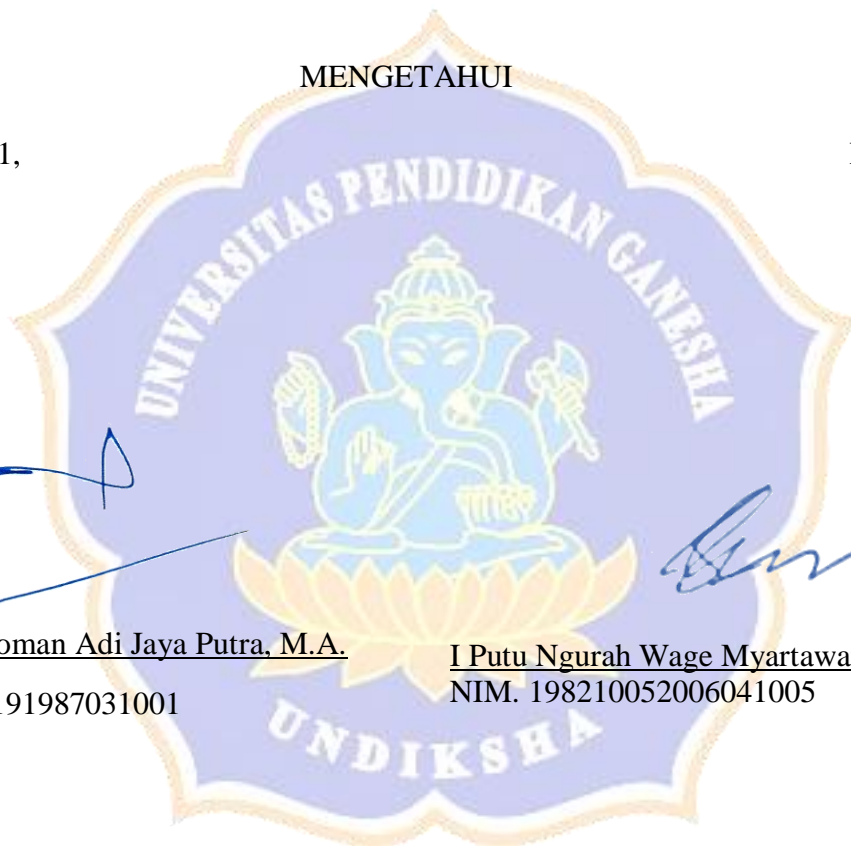 MENGETAHUI
1,
UNIVERSITAS PENDIDIKAN GANESHA
oman Adi Jaya Putra, M.A.
191987031001
I Putu Ngurah Wage Myartawa
NIM. 198210052006041005
UNDIKSHA